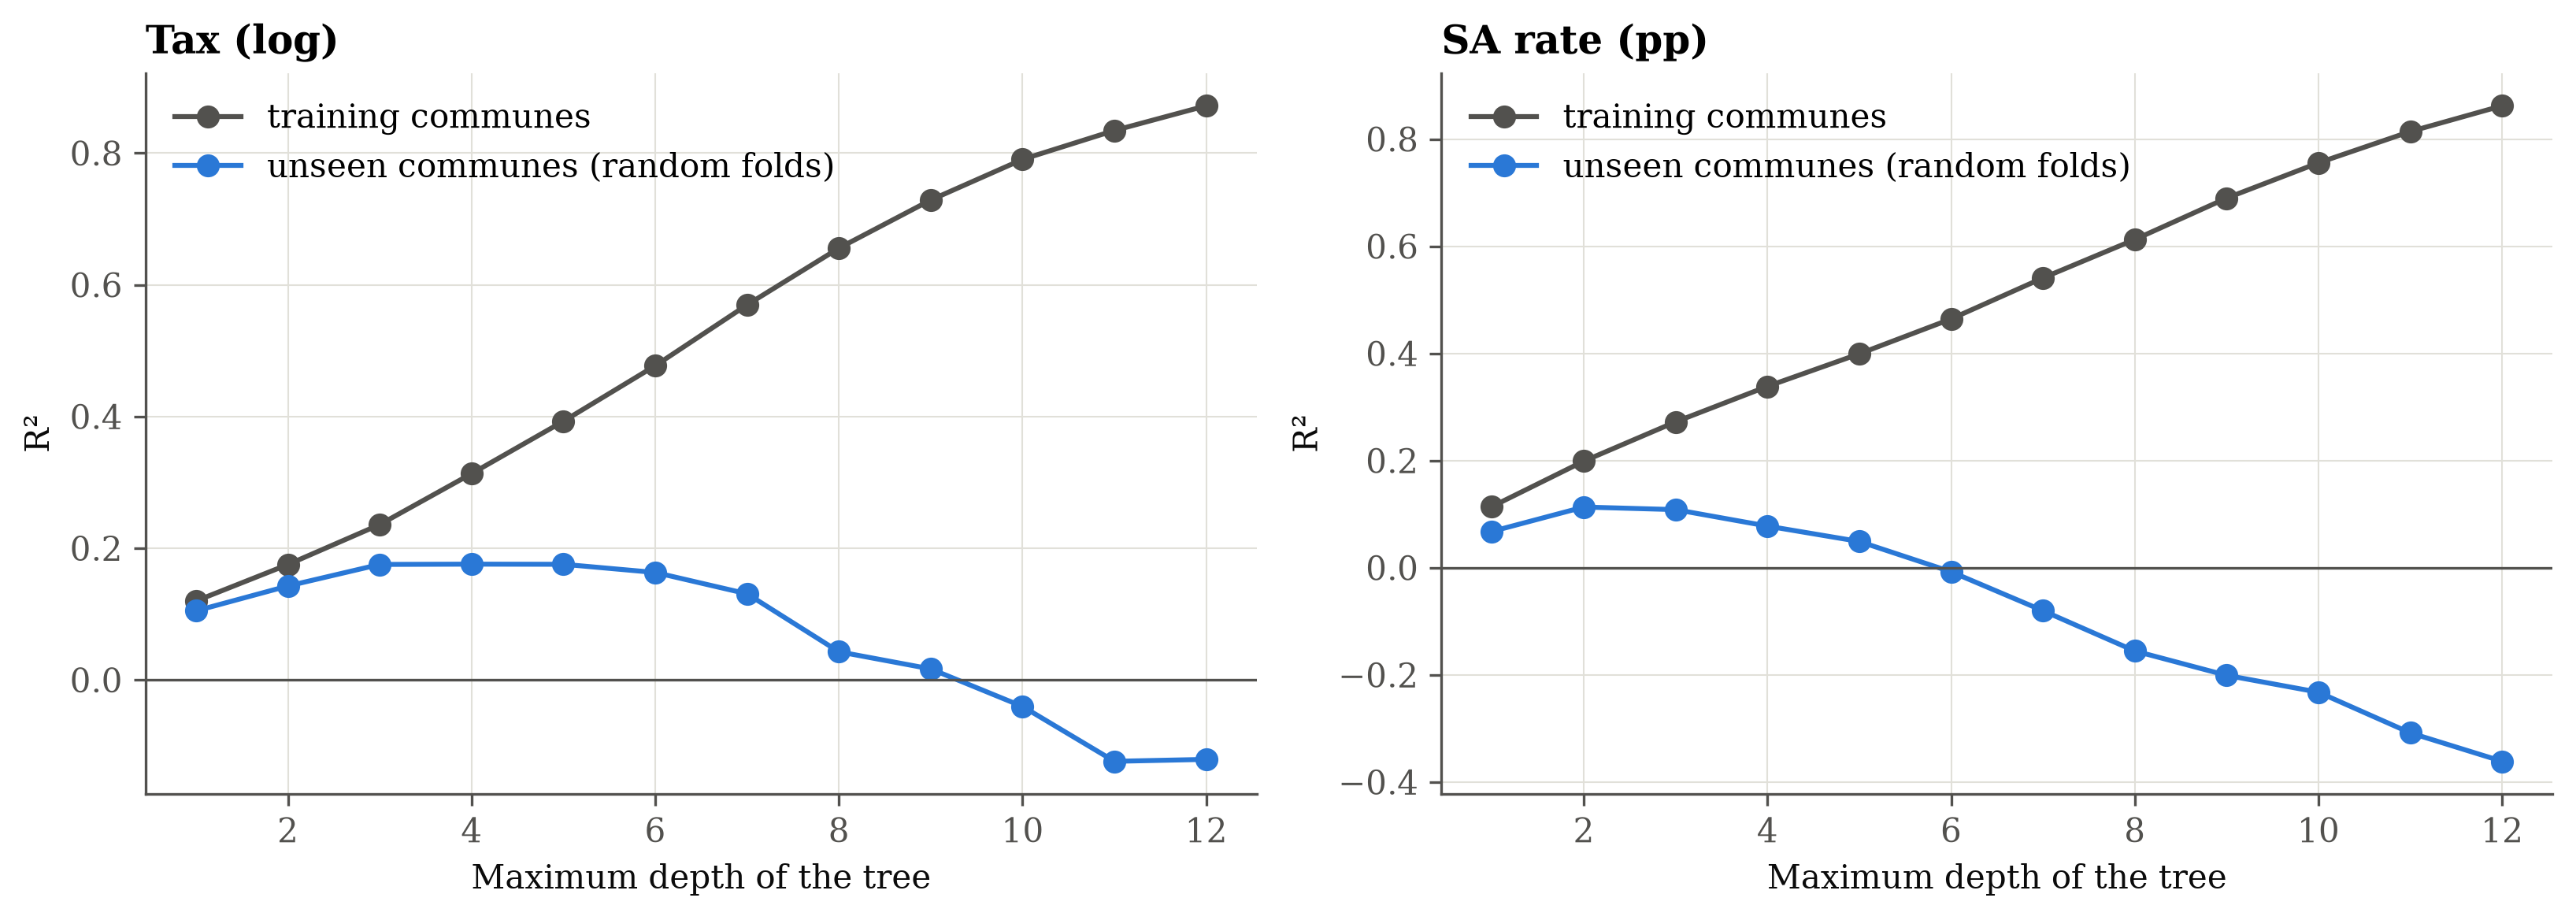 Tax (log)
training communes
unseen communes (random folds)
R²
0.8
0.6
0.4
0.2
0.0
2 4 6 8 10 12
Maximum depth of the tree
SA rate (pp)
training communes
unseen communes (random folds)
R²
0.8
0.6
0.4
0.2
0.0
−0.2
−0.4
2 4 6 8 10 12
Maximum depth of the tree